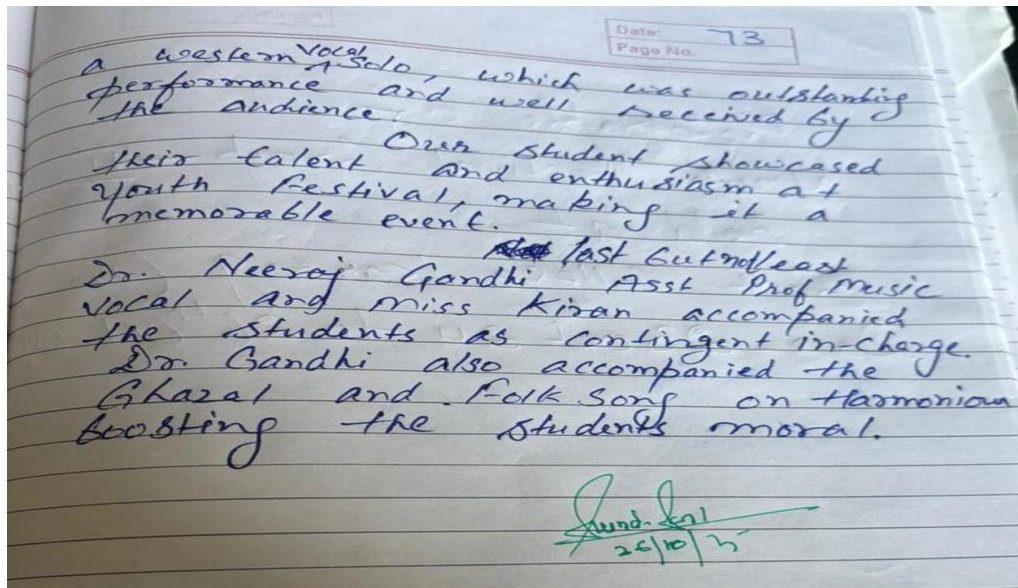 Date: 73
Page No.
a western vocal solo, which was outstanding
performance and well received by
the audience.
Our student showcased
their talent and enthusiasm at
youth festival, making it a
memorable event.
last but not least
Dr. Neeraj Gandhi Asst Prof Music
vocal and miss Kiran accompanied
the students as contingent in-charge.
Dr. Gandhi also accompanied the
Ghazal and Folk song on Harmonium
boosting the students moral.
26/10/25